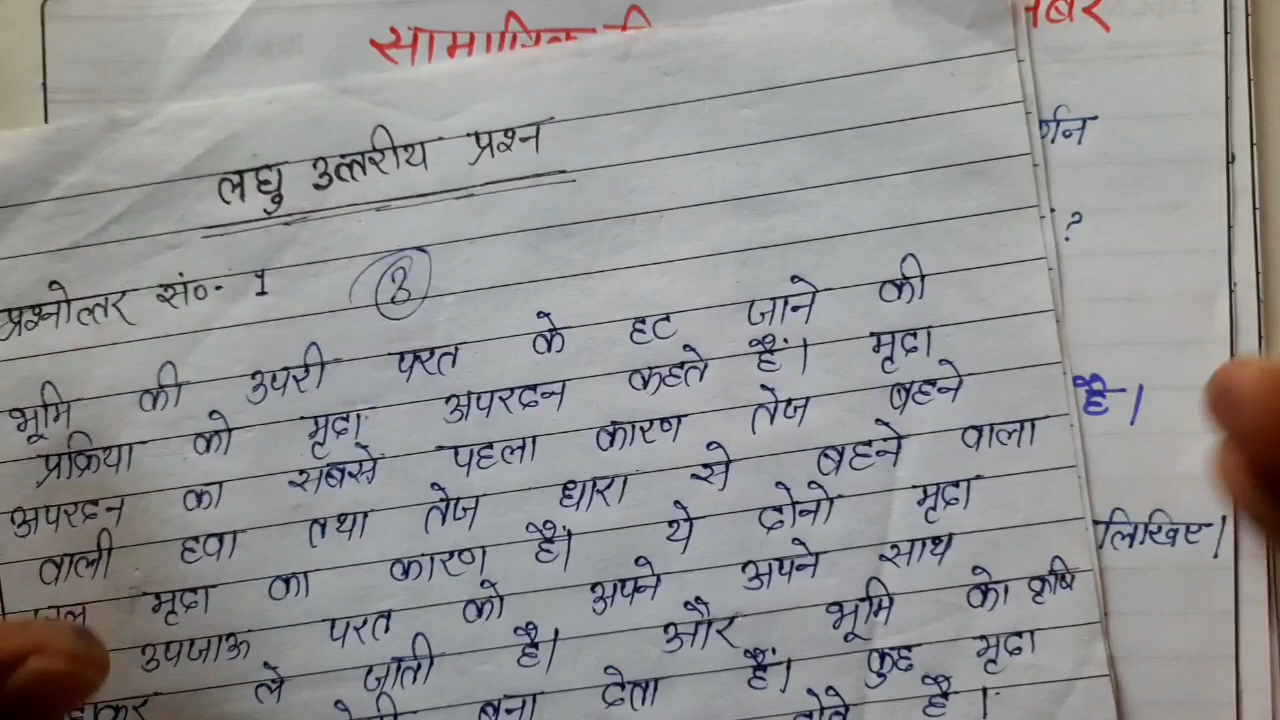 लघु उत्तरीय प्रश्न
प्रश्नोत्तर सं०- 1 (3)
भूमि की उपरी परत के हट जाने की
प्रक्रिया को मृदा अपरदन कहते हैं। मृदा
अपरदन का सबसे पहला कारण तेज बहने
वाली हवा तथा तेज धारा से बहने वाला
मृदा का कारण हैं। ये दोनो मृदा
उपजाऊ परत को अपने अपने साथ
ले जाती है। और भूमि को कृषि
बना देता हैं। कुछ मृदा
होते है।
?
है।
लिखिए।